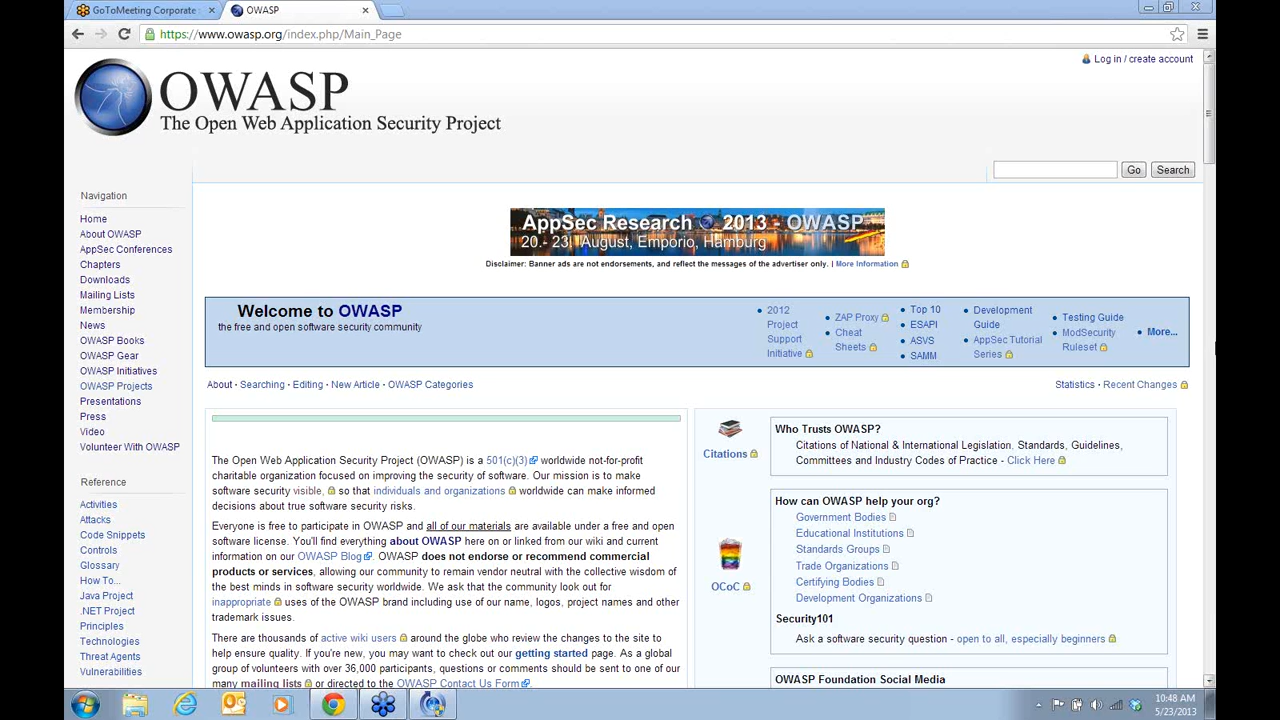 GoToMeeting Corporate
OWASP
https://www.owasp.org/index.php/Main_Page
Log in / create account
OWASP
The Open Web Application Security Project
Go
Search
Navigation
Home
About OWASP
AppSec Conferences
Chapters
Downloads
Mailing Lists
Membership
News
OWASP Books
OWASP Gear
OWASP Initiatives
OWASP Projects
Presentations
Press
Video
Volunteer With OWASP
Reference
Activities
Attacks
Code Snippets
Controls
Glossary
How To...
Java Project
.NET Project
Principles
Technologies
Threat Agents
Vulnerabilities
AppSec Research 2013 - OWASP
20.- 23. August, Emporio, Hamburg
Disclaimer: Banner ads are not endorsements, and reflect the messages of the advertiser only. | More Information
Welcome to OWASP
the free and open software security community
2012
Project
Support
Initiative
ZAP Proxy
Cheat
Sheets
Top 10
ESAPI
ASVS
SAMM
Development
Guide
AppSec Tutorial
Series
Testing Guide
ModSecurity
Ruleset
More...
About · Searching · Editing · New Article · OWASP Categories
Statistics · Recent Changes
The Open Web Application Security Project (OWASP) is a 501(c)(3) worldwide not-for-profit
charitable organization focused on improving the security of software. Our mission is to make
software security visible, so that individuals and organizations worldwide can make informed
decisions about true software security risks.
Everyone is free to participate in OWASP and all of our materials are available under a free and open
software license. You'll find everything about OWASP here on or linked from our wiki and current
information on our OWASP Blog. OWASP does not endorse or recommend commercial
products or services, allowing our community to remain vendor neutral with the collective wisdom of
the best minds in software security worldwide. We ask that the community look out for
inappropriate uses of the OWASP brand including use of our name, logos, project names and other
trademark issues.
There are thousands of active wiki users around the globe who review the changes to the site to
help ensure quality. If you're new, you may want to check out our getting started page. As a global
group of volunteers with over 36,000 participants, questions or comments should be sent to one of our
many mailing lists or directed to the OWASP Contact Us Form.
Citations
Who Trusts OWASP?
Citations of National & International Legislation, Standards, Guidelines,
Committees and Industry Codes of Practice - Click Here
OCoC
How can OWASP help your org?
Government Bodies
Educational Institutions
Standards Groups
Trade Organizations
Certifying Bodies
Development Organizations
Security101
Ask a software security question - open to all, especially beginners
OWASP Foundation Social Media
10:48 AM
5/23/2013